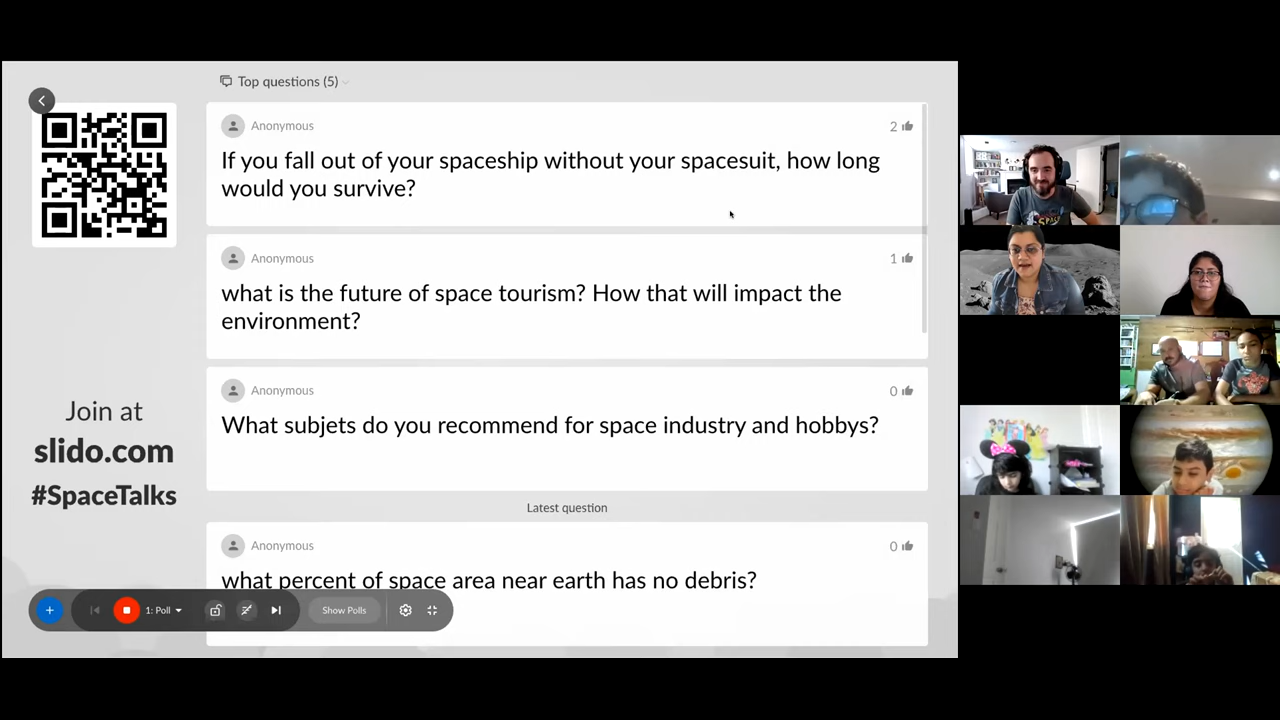 Top questions (5)
Anonymous
2
If you fall out of your spaceship without your spacesuit, how long
would you survive?
Anonymous
1
what is the future of space tourism? How that will impact the
environment?
Anonymous
0
What subjets do you recommend for space industry and hobbys?
Latest question
Anonymous
0
what percent of space area near earth has no debris?
Join at
slido.com
#SpaceTalks
1: Poll
Show Polls
SPACE